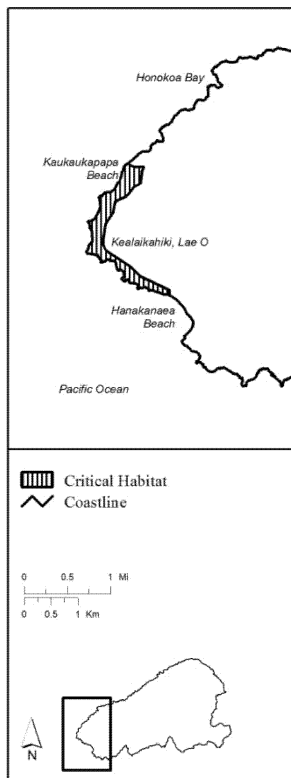 Honokoa Bay
Kaukaukapapa
Beach
Kealaikahiki, Lae O
Hanakanaea
Beach
Pacific Ocean
Critical Habitat
Coastline
0 0.5 1 Mi
0 0.5 1 Km
N